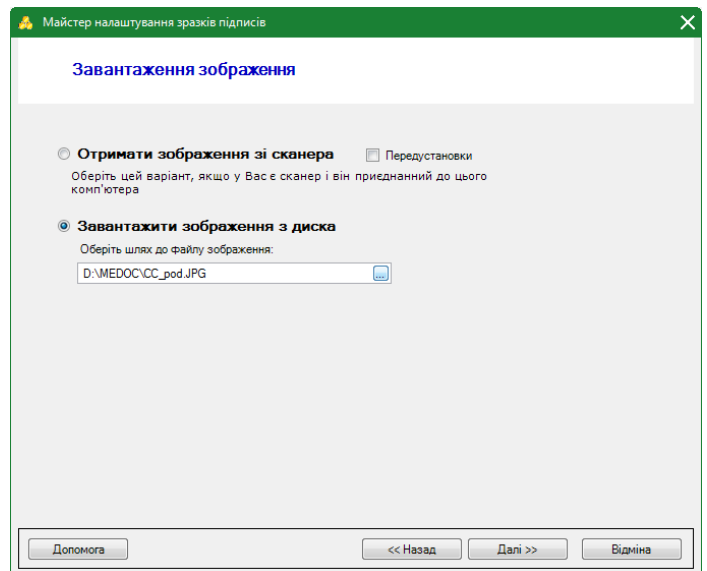 Майстер налаштування зразків підписів
Завантаження зображення
Отримати зображення зі сканера
Передустановки
Оберіть цей варіант, якщо у Вас є сканер і він приєднанний до цього
комп'ютера
Завантажити зображення з диска
Оберіть шлях до файлу зображення:
D:\MEDOC\CC_pod.JPG
...
Допомога
<< Назад
Далі >>
Відміна